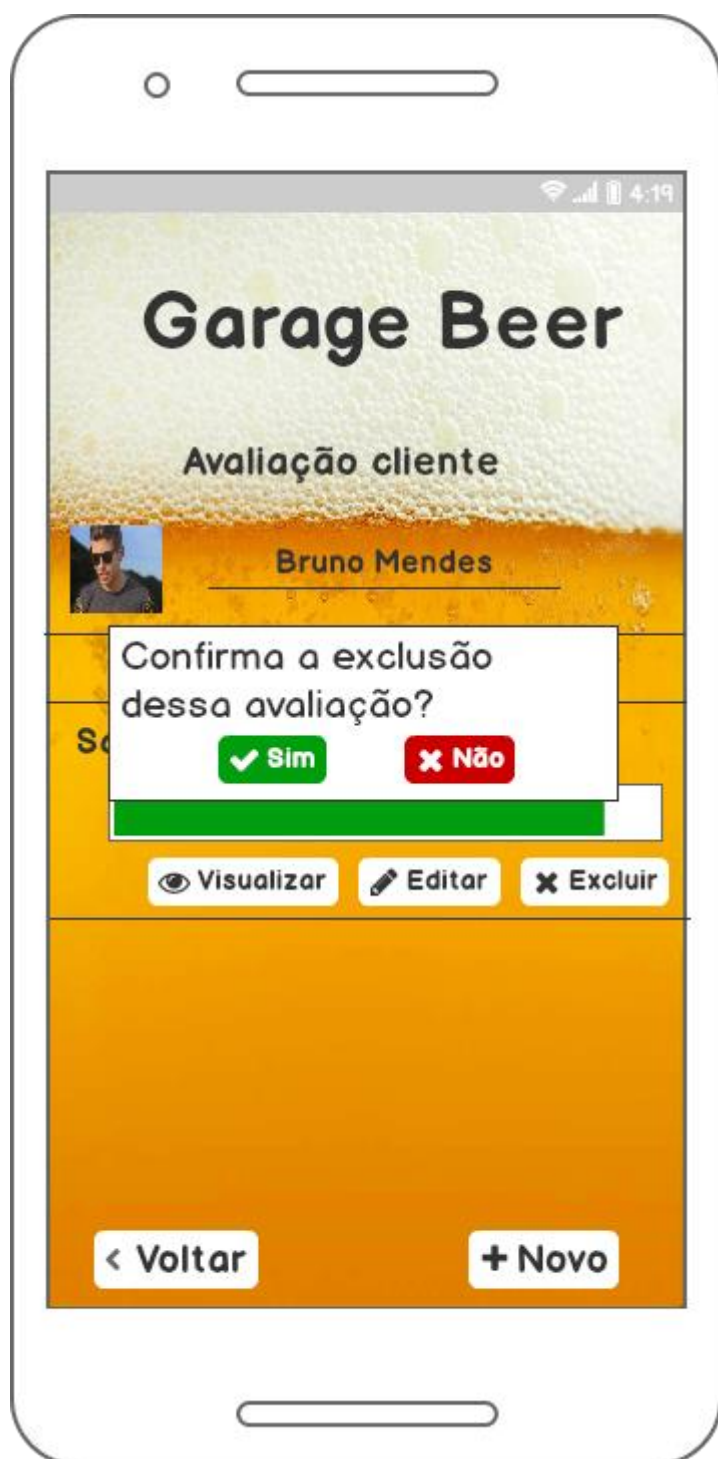 4:19
Garage Beer
Avaliação cliente
Bruno Mendes
Confirma a exclusão
dessa avaliação?
Sim Não
Visualizar Editar Excluir
Voltar + Novo